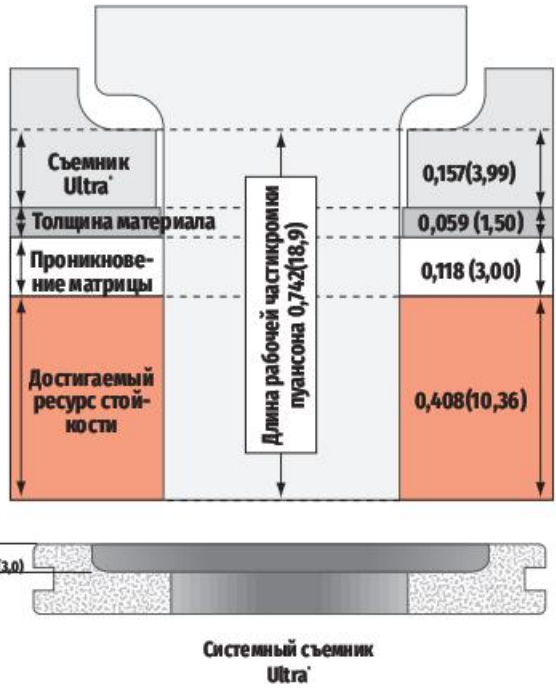 Съемник
Ultra*
0,157(3,99)
Толщина материала
0,059 (1,50)
Проникнове-
ние матрицы
0,118 (3,00)
Длина рабочей частикромки
пуансона 0,742(18,9)
Достигаемый
ресурс стой-
кости
0,408(10,36)
(3,0)
Системный съемник
Ultra*